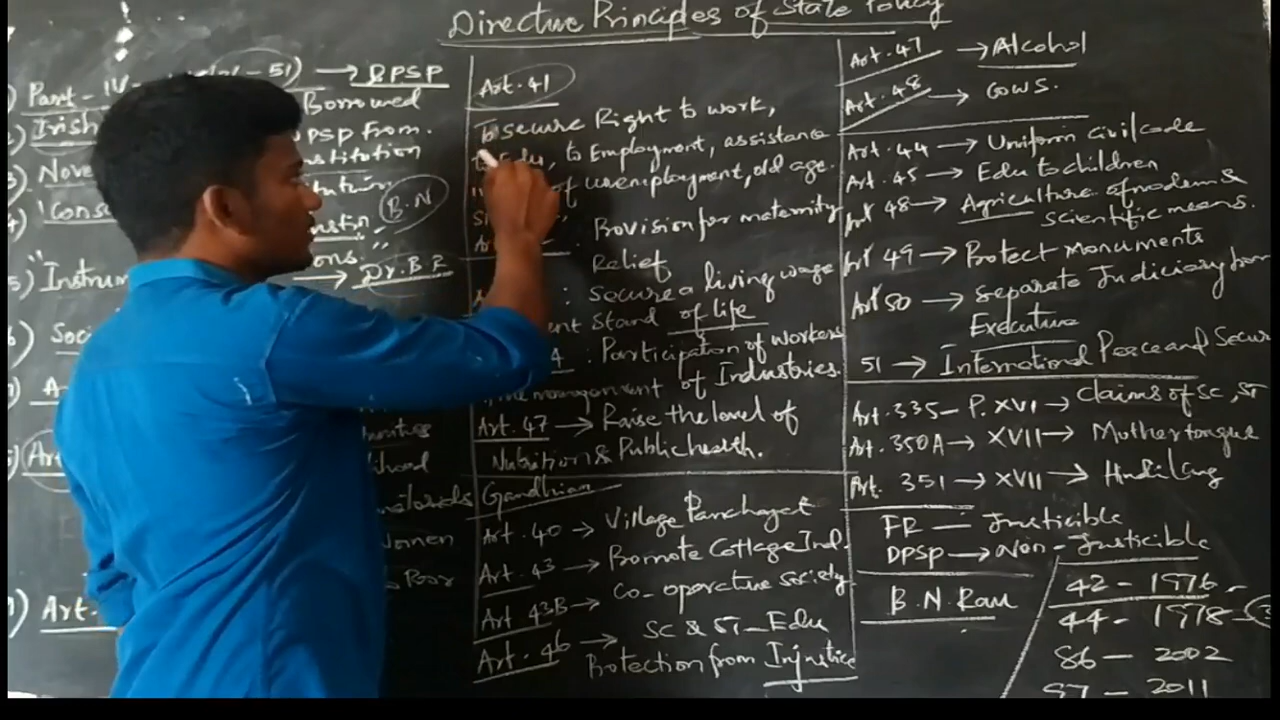 Directive Principles of State Policy
Part-IV - 51) → DPSP
Irish Borrowed
DPSP from.
Nove
B.N
"Instrum → Dr.B.R
Soc
Art-
Women
Poor
Art. 41
To secure Right to work,
to Edu, to Employment, assistance
of unemployment, old age.
: Provision for maternity
Relief
: Secure a living wage
Stand of life
: Participation of workers
management of Industries.
Art. 47 → Raise the level of
Nutrition & Public health.
Gandhian
Art. 40 → Village Panchayat
Art. 43 → Promote Cottage Ind.
Art. 43B → Co-operative Society.
Art. 46 → SC & ST - Edu
Protection from Injustice
Art. 47 → Alcohol
Art. 48 → Cows.
Art. 44 → Uniform Civil code
Art. 45 → Edu to children
Art 48 → Agriculture of modern &
scientific means.
Art 49 → Protect Monuments
Art 50 → Separate Judiciary from
Executive
51 → International Peace and Secur
Art. 335 - P. XVI → Claims of SC, ST
Art. 350A → XVII → Mother tongue
Art. 351 → XVII → Hindi Lang
FR — Justicible
DPSP → Non - Justicible
B. N. Rau
42 - 1976
44 - 1978
86 - 2002
97 - 2011